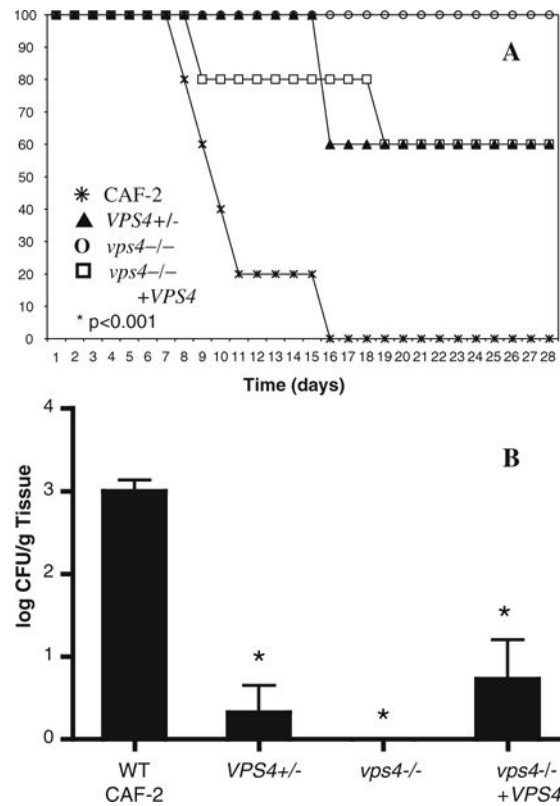 100
90
80
70
60
50
40
30
20
10
0
A
CAF-2
VPS4+/-
vps4–/–
vps4–/–
+VPS4
* p<0.001
1 2 3 4 5 6 7 8 9 10 11 12 13 14 15 16 17 18 19 20 21 22 23 24 25 26 27 28
Time (days)
B
log CFU/g Tissue
4
3
2
1
0
* * *
WT
CAF-2
VPS4+/-
vps4-/-
vps4-/-
+VPS4